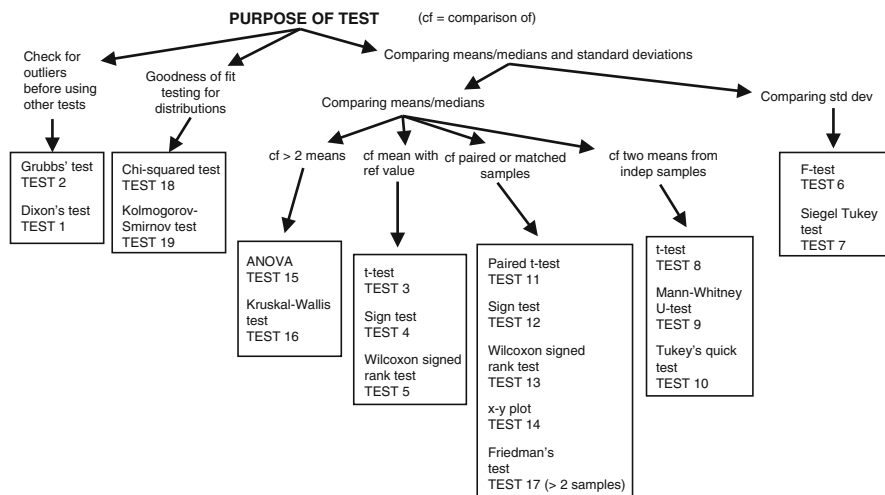 PURPOSE OF TEST (cf = comparison of)
Check for
outliers
before using
other tests
Goodness of fit
testing for
distributions
Comparing means/medians and standard deviations
Comparing means/medians
Comparing std dev
cf > 2 means
cf mean with
ref value
cf paired or matched
samples
cf two means from
indep samples
Grubbs' test
TEST 2
Dixon's test
TEST 1
Chi-squared test
TEST 18
Kolmogorov-
Smirnov test
TEST 19
ANOVA
TEST 15
Kruskal-Wallis
test
TEST 16
t-test
TEST 3
Sign test
TEST 4
Wilcoxon signed
rank test
TEST 5
Paired t-test
TEST 11
Sign test
TEST 12
Wilcoxon signed
rank test
TEST 13
x-y plot
TEST 14
Friedman's
test
TEST 17 (> 2 samples)
t-test
TEST 8
Mann-Whitney
U-test
TEST 9
Tukey's quick
test
TEST 10
F-test
TEST 6
Siegel Tukey
test
TEST 7